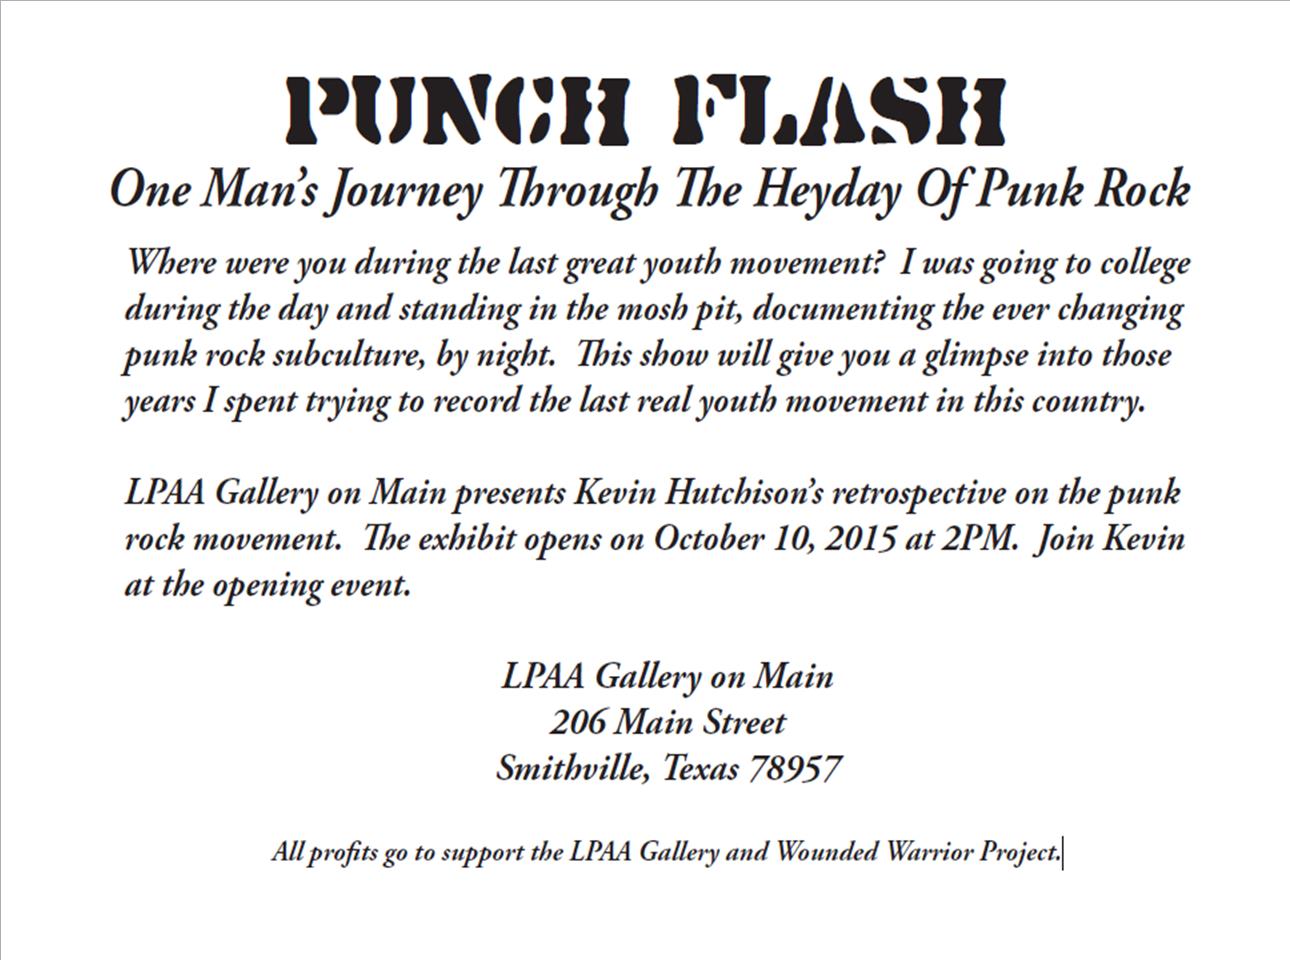 PUNCH FLASH
One Man's Journey Through The Heyday Of Punk Rock
Where were you during the last great youth movement?  I was going to college
during the day and standing in the mosh pit, documenting the ever changing
punk rock subculture, by night.  This show will give you a glimpse into those
years I spent trying to record the last real youth movement in this country.
LPAA Gallery on Main presents Kevin Hutchison's retrospective on the punk
rock movement.  The exhibit opens on October 10, 2015 at 2PM.  Join Kevin
at the opening event.
LPAA Gallery on Main
206 Main Street
Smithville, Texas 78957
All profits go to support the LPAA Gallery and Wounded Warrior Project.